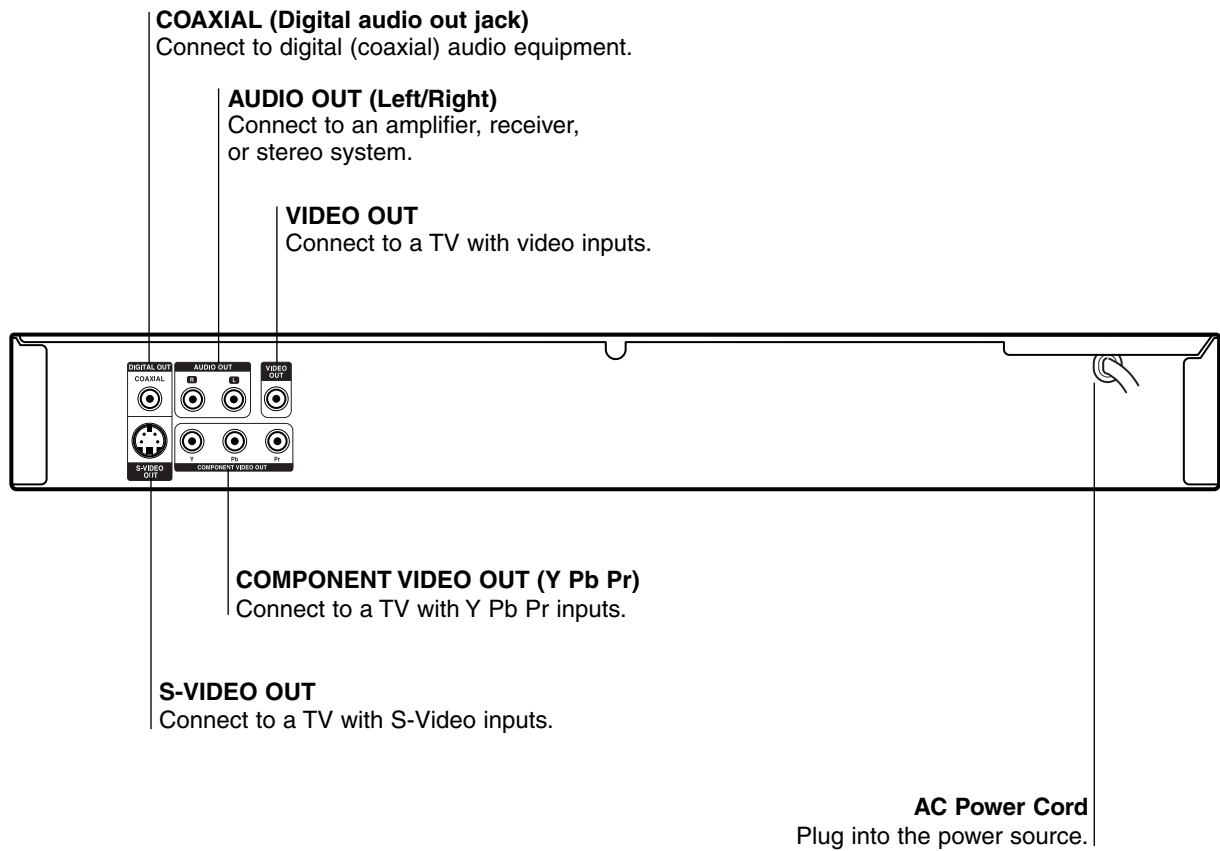 COAXIAL (Digital audio out jack)
Connect to digital (coaxial) audio equipment.
AUDIO OUT (Left/Right)
Connect to an amplifier, receiver,
or stereo system.
VIDEO OUT
Connect to a TV with video inputs.
DIGITAL OUT
COAXIAL
AUDIO OUT
R
L
VIDEO
OUT
S-VIDEO
OUT
Y
Pb
Pr
COMPONENT VIDEO OUT
COMPONENT VIDEO OUT (Y Pb Pr)
Connect to a TV with Y Pb Pr inputs.
S-VIDEO OUT
Connect to a TV with S-Video inputs.
AC Power Cord
Plug into the power source.